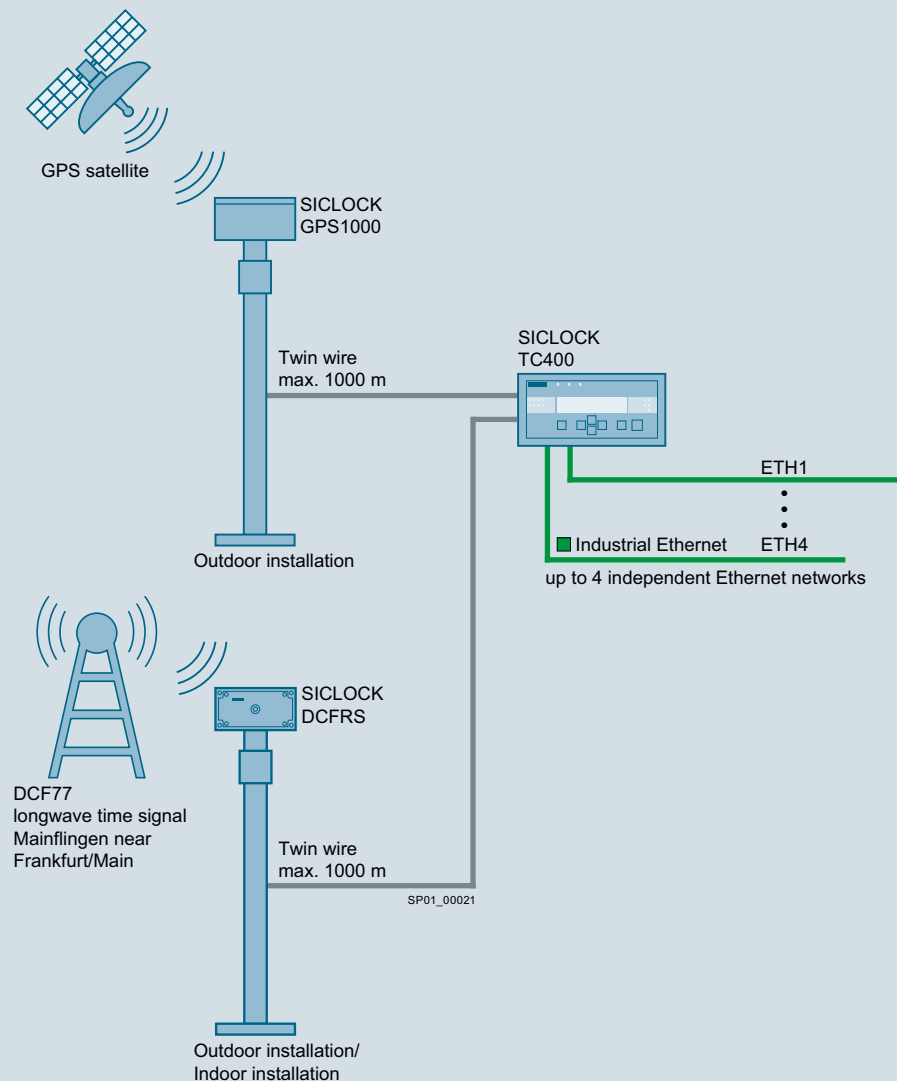 GPS satellite
SICLOCK
GPS1000
Twin wire
max. 1000 m
SICLOCK
TC400
ETH1
Industrial Ethernet
ETH4
up to 4 independent Ethernet networks
Outdoor installation
SICLOCK
DCFRS
DCF77
longwave time signal
Mainflingen near
Frankfurt/Main
Twin wire
max. 1000 m
SP01_00021
Outdoor installation/
Indoor installation